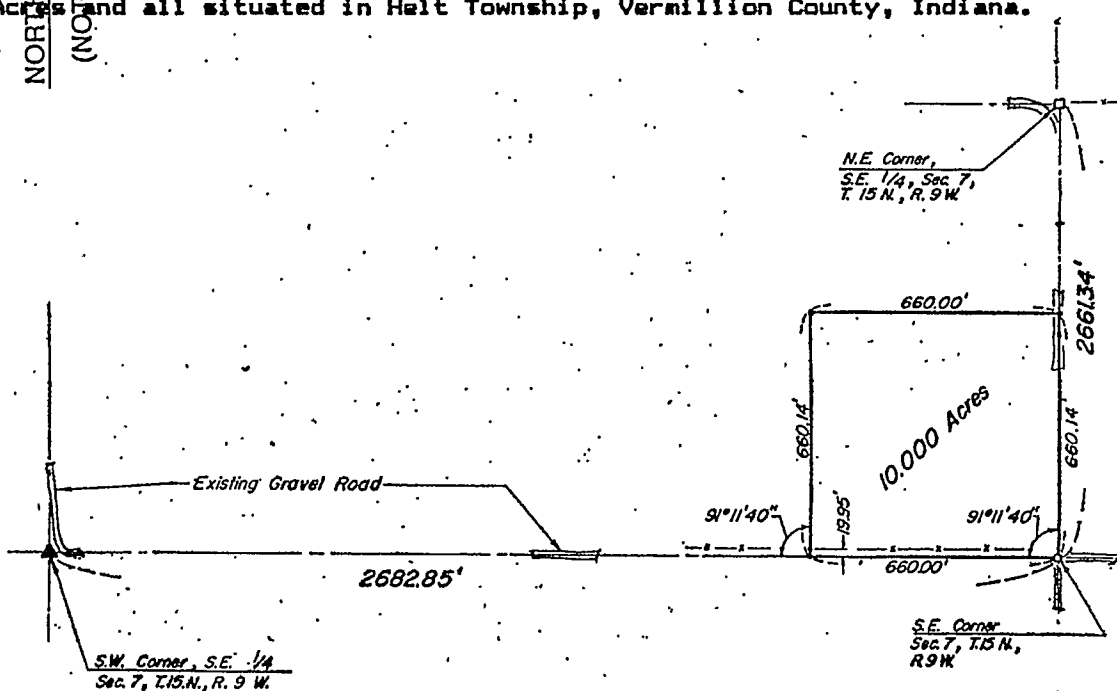 Acres and all situated in Helt Township, Vermillion County, Indiana.
NORT
(NOT
N.E. Corner,
S.E. 1/4, Sec. 7,
T. 15 N., R. 9 W.
660.00'
2661.34'
660.14'
10.000 Acres
660.14'
Existing Gravel Road
91°11'40"
19.95'
91°11'40"
2682.85'
660.00'
S.W. Corner, S.E. 1/4
Sec. 7, T.15.N., R. 9 W.
S.E. Corner
Sec. 7, T.15 N.,
R.9 W.